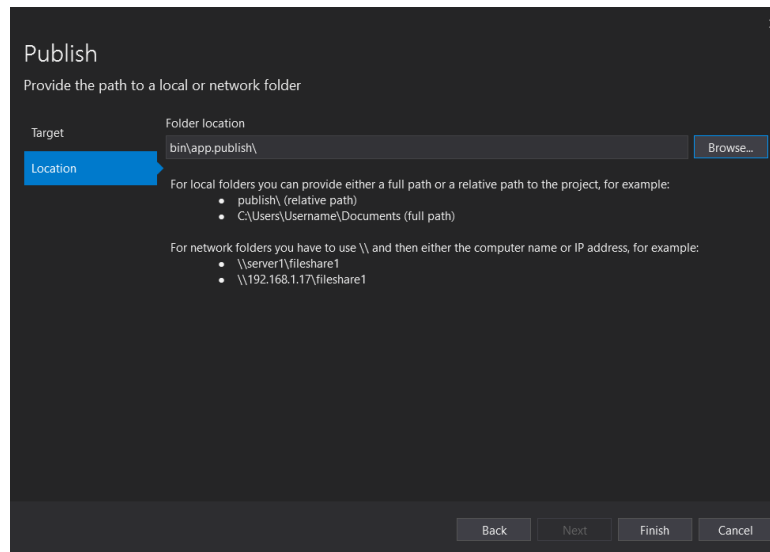 Publish
Provide the path to a local or network folder
Target
Location
Folder location
bin\app.publish\
Browse...
For local folders you can provide either a full path or a relative path to the project, for example:
● publish\ (relative path)
● C:\Users\Username\Documents (full path)
For network folders you have to use \\ and then either the computer name or IP address, for example:
● \\server1\fileshare1
● \\192.168.1.17\fileshare1
Back
Next
Finish
Cancel